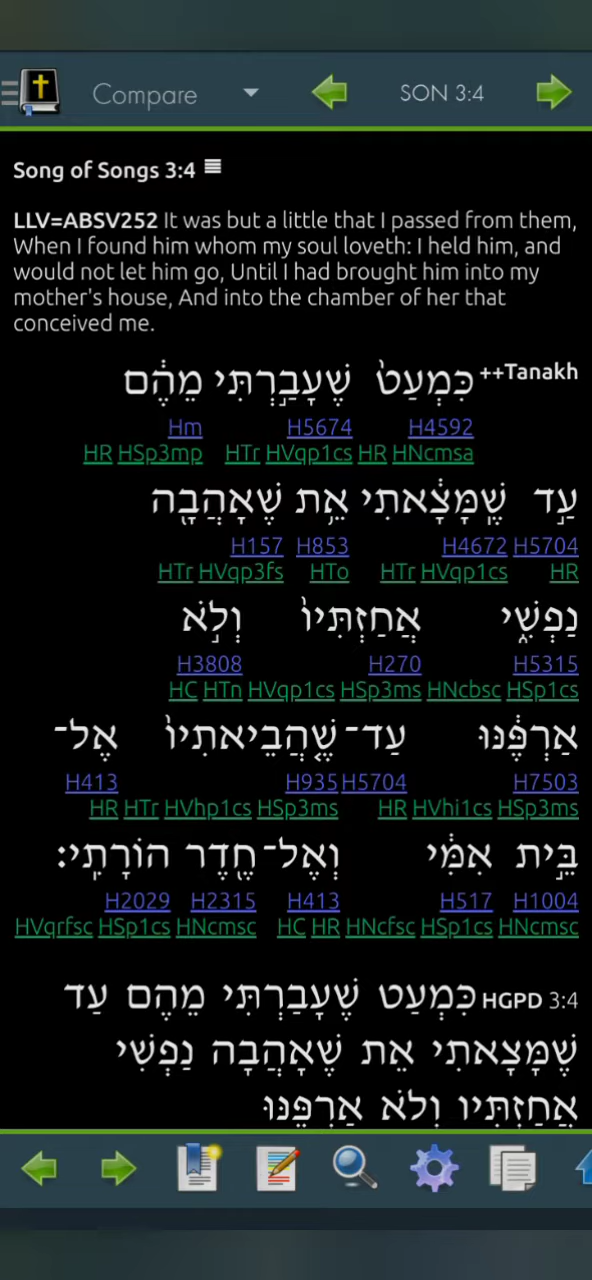 Compare
SON 3:4
Song of Songs 3:4
LLV=ABSV252 It was but a little that I passed from them,
When I found him whom my soul loveth: I held him, and
would not let him go, Until I had brought him into my
mother's house, And into the chamber of her that
conceived me.
++Tanakh כִּמְעַט֙ שֶׁעָבַ֣רְתִּי מֵהֶ֔ם
Hm H5674 H4592
HR HSp3mp HTr HVqp1cs HR HNcmsa
עַ֣ד שֶֽׁמָּצָ֔אתִי אֵ֥ת שֶׁאָהֲבָ֖ה
H157 H853 H4672 H5704
HTr HVqp3fs HTo HTr HVqp1cs HR
נַפְשִׁ֑י אֲחַזְתִּיו֙ וְלֹ֣א
H3808 H270 H5315
HC HTn HVqp1cs HSp3ms HNcbsc HSp1cs
אַרְפֶּ֔נּוּ עַד־שֶׁ֤הֲבֵיאתִיו֙ אֶל־
H413 H935 H5704 H7503
HR HTr HVhp1cs HSp3ms HR HVhi1cs HSp3ms
בֵּ֣ית אִמִּ֔י וְאֶל־חֶ֖דֶר הוֹרָתִֽי׃
H2029 H2315 H413 H517 H1004
HVqrfsc HSp1cs HNcmsc HC HR HNcfsc HSp1cs HNcmsc
HGPD 3:4 כִּמְעַט שֶׁעָבַרְתִּי מֵהֶם עַד
שֶׁמָּצָאתִי אֵת שֶׁאָהֲבָה נַפְשִׁי
אֲחַזְתִּיו וְלֹא אַרְפֶּנּוּ